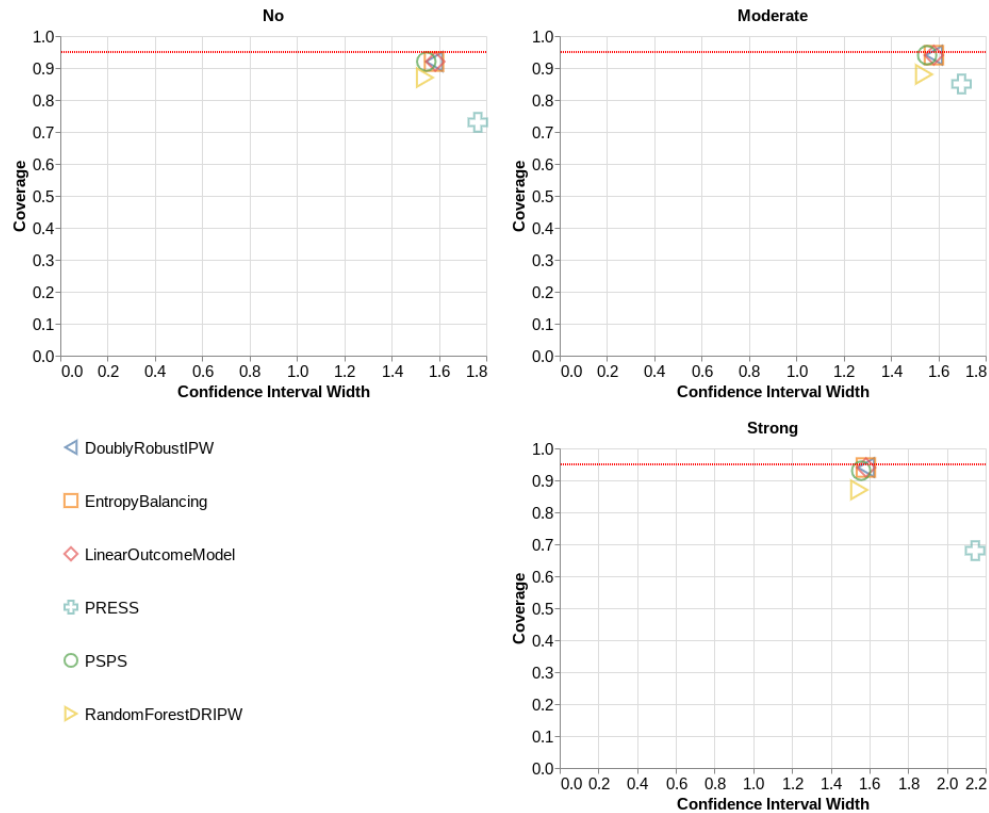 No
1.0
0.9
0.8
0.7
0.6
0.5
0.4
0.3
0.2
0.1
0.0
Coverage
0.0 0.2 0.4 0.6 0.8 1.0 1.2 1.4 1.6 1.8
Confidence Interval Width
Moderate
1.0
0.9
0.8
0.7
0.6
0.5
0.4
0.3
0.2
0.1
0.0
Coverage
0.0 0.2 0.4 0.6 0.8 1.0 1.2 1.4 1.6 1.8
Confidence Interval Width
DoublyRobustIPW
EntropyBalancing
LinearOutcomeModel
PRESS
PSPS
RandomForestDRIPW
Strong
1.0
0.9
0.8
0.7
0.6
0.5
0.4
0.3
0.2
0.1
0.0
Coverage
0.0 0.2 0.4 0.6 0.8 1.0 1.2 1.4 1.6 1.8 2.0 2.2
Confidence Interval Width